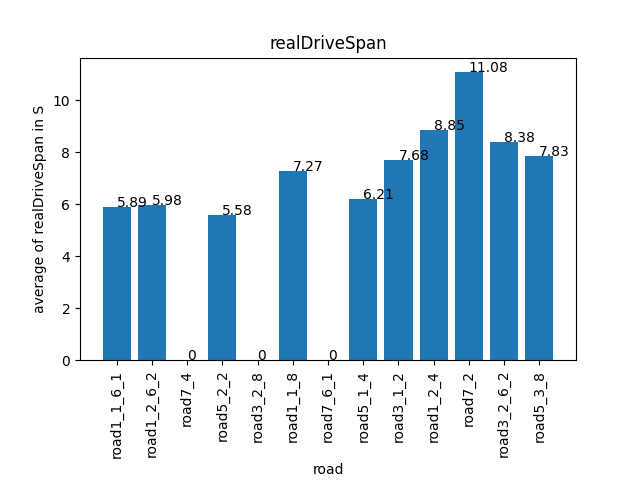 realDriveSpan
average of realDriveSpan in S
10
8
6
4
2
0
5.89
5.98
0
5.58
0
7.27
0
6.21
7.68
8.85
11.08
8.38
7.83
road1_1_6_1
road1_2_6_2
road7_4
road5_2_2
road3_2_8
road1_1_8
road7_6_1
road5_1_4
road3_1_2
road1_2_4
road7_2
road3_2_6_2
road5_3_8
road